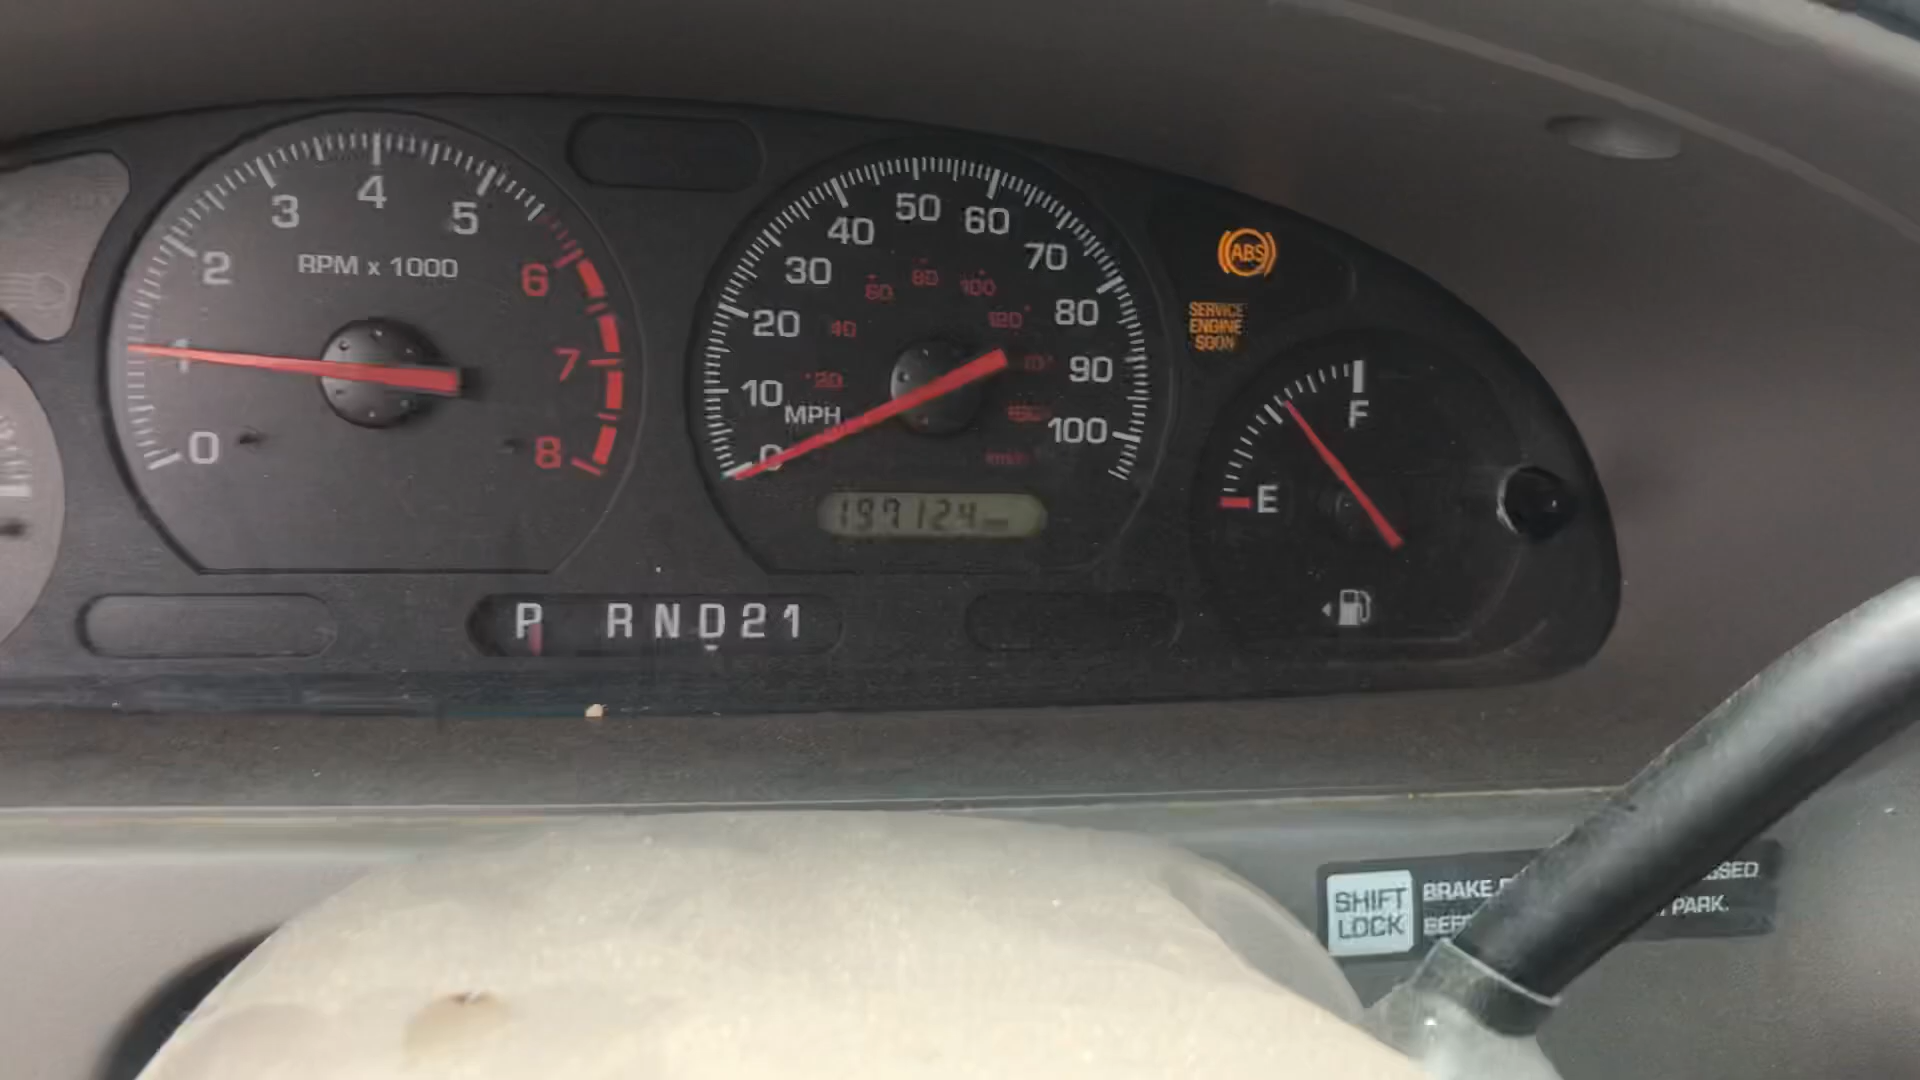 0 1 2 3 4 5 6 7 8
RPM x 1000
0 10 20 30 40 50 60 70 80 90 100
MPH
20 40 60 80 100 120
km/h
197124
ABS
SERVICE
ENGINE
SOON
F
E
P R N D 2 1
SHIFT
LOCK
BRAKE
PARK.